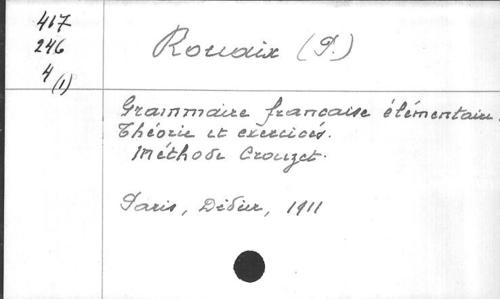 417
246
4
(1)
Rouaix (P.)
Grammaire française élémentaire.
Théorie et exercices.
Méthode Crouzet.
Paris, Didier, 1911